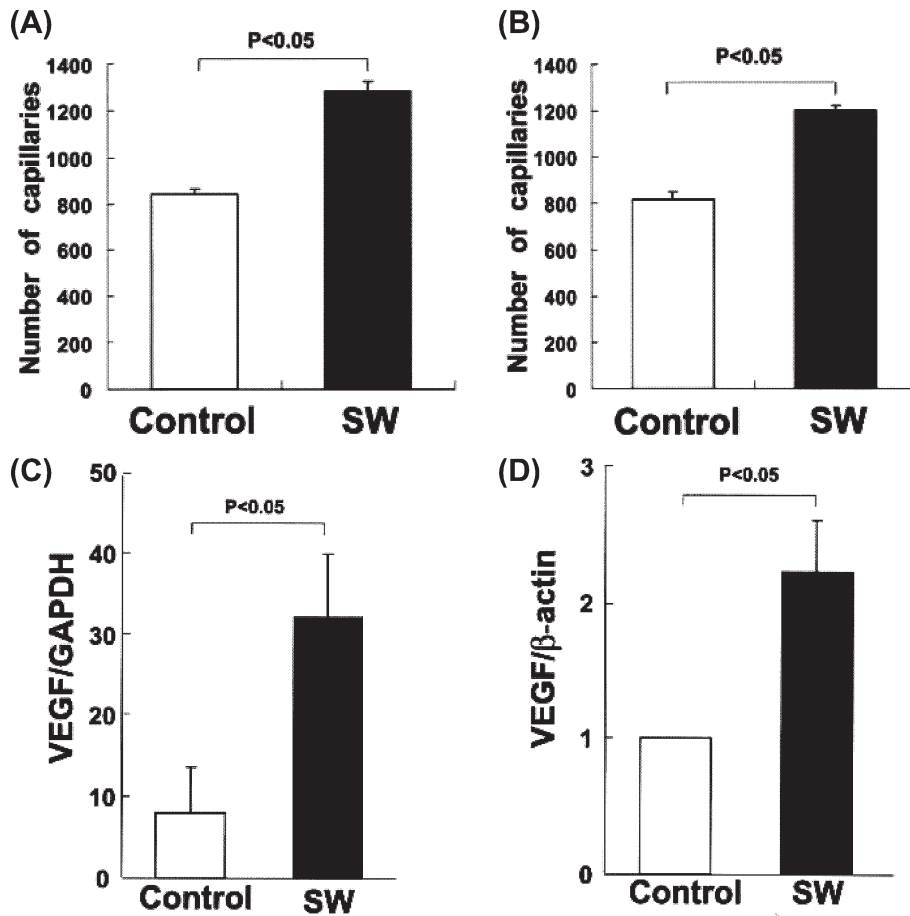 (A)
P<0.05
Number of capillaries
1400
1200
1000
800
600
400
200
0
Control SW
(B)
P<0.05
Number of capillaries
1400
1200
1000
800
600
400
200
0
Control SW
(C)
P<0.05
VEGF/GAPDH
50
40
30
20
10
0
Control SW
(D)
P<0.05
VEGF/β-actin
3
2
1
0
Control SW